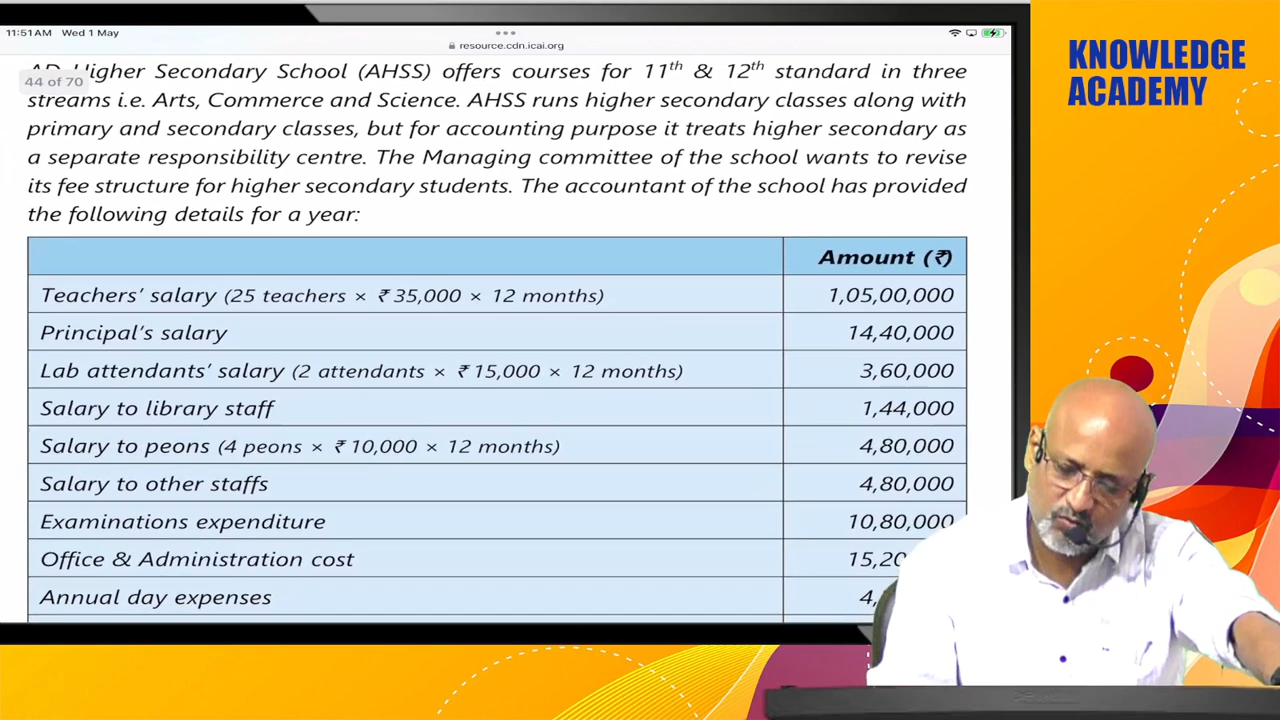 11:51AM Wed 1 May
resource.cdn.icai.org
KNOWLEDGE
ACADEMY
44 of 70
AD Higher Secondary School (AHSS) offers courses for 11th & 12th standard in three
streams i.e. Arts, Commerce and Science. AHSS runs higher secondary classes along with
primary and secondary classes, but for accounting purpose it treats higher secondary as
a separate responsibility centre. The Managing committee of the school wants to revise
its fee structure for higher secondary students. The accountant of the school has provided
the following details for a year:
Amount (₹)
Teachers' salary (25 teachers × ₹ 35,000 × 12 months) 1,05,00,000
Principal's salary 14,40,000
Lab attendants' salary (2 attendants × ₹ 15,000 × 12 months) 3,60,000
Salary to library staff 1,44,000
Salary to peons (4 peons × ₹ 10,000 × 12 months) 4,80,000
Salary to other staffs 4,80,000
Examinations expenditure 10,80,000
Office & Administration cost 15,20
Annual day expenses 4,